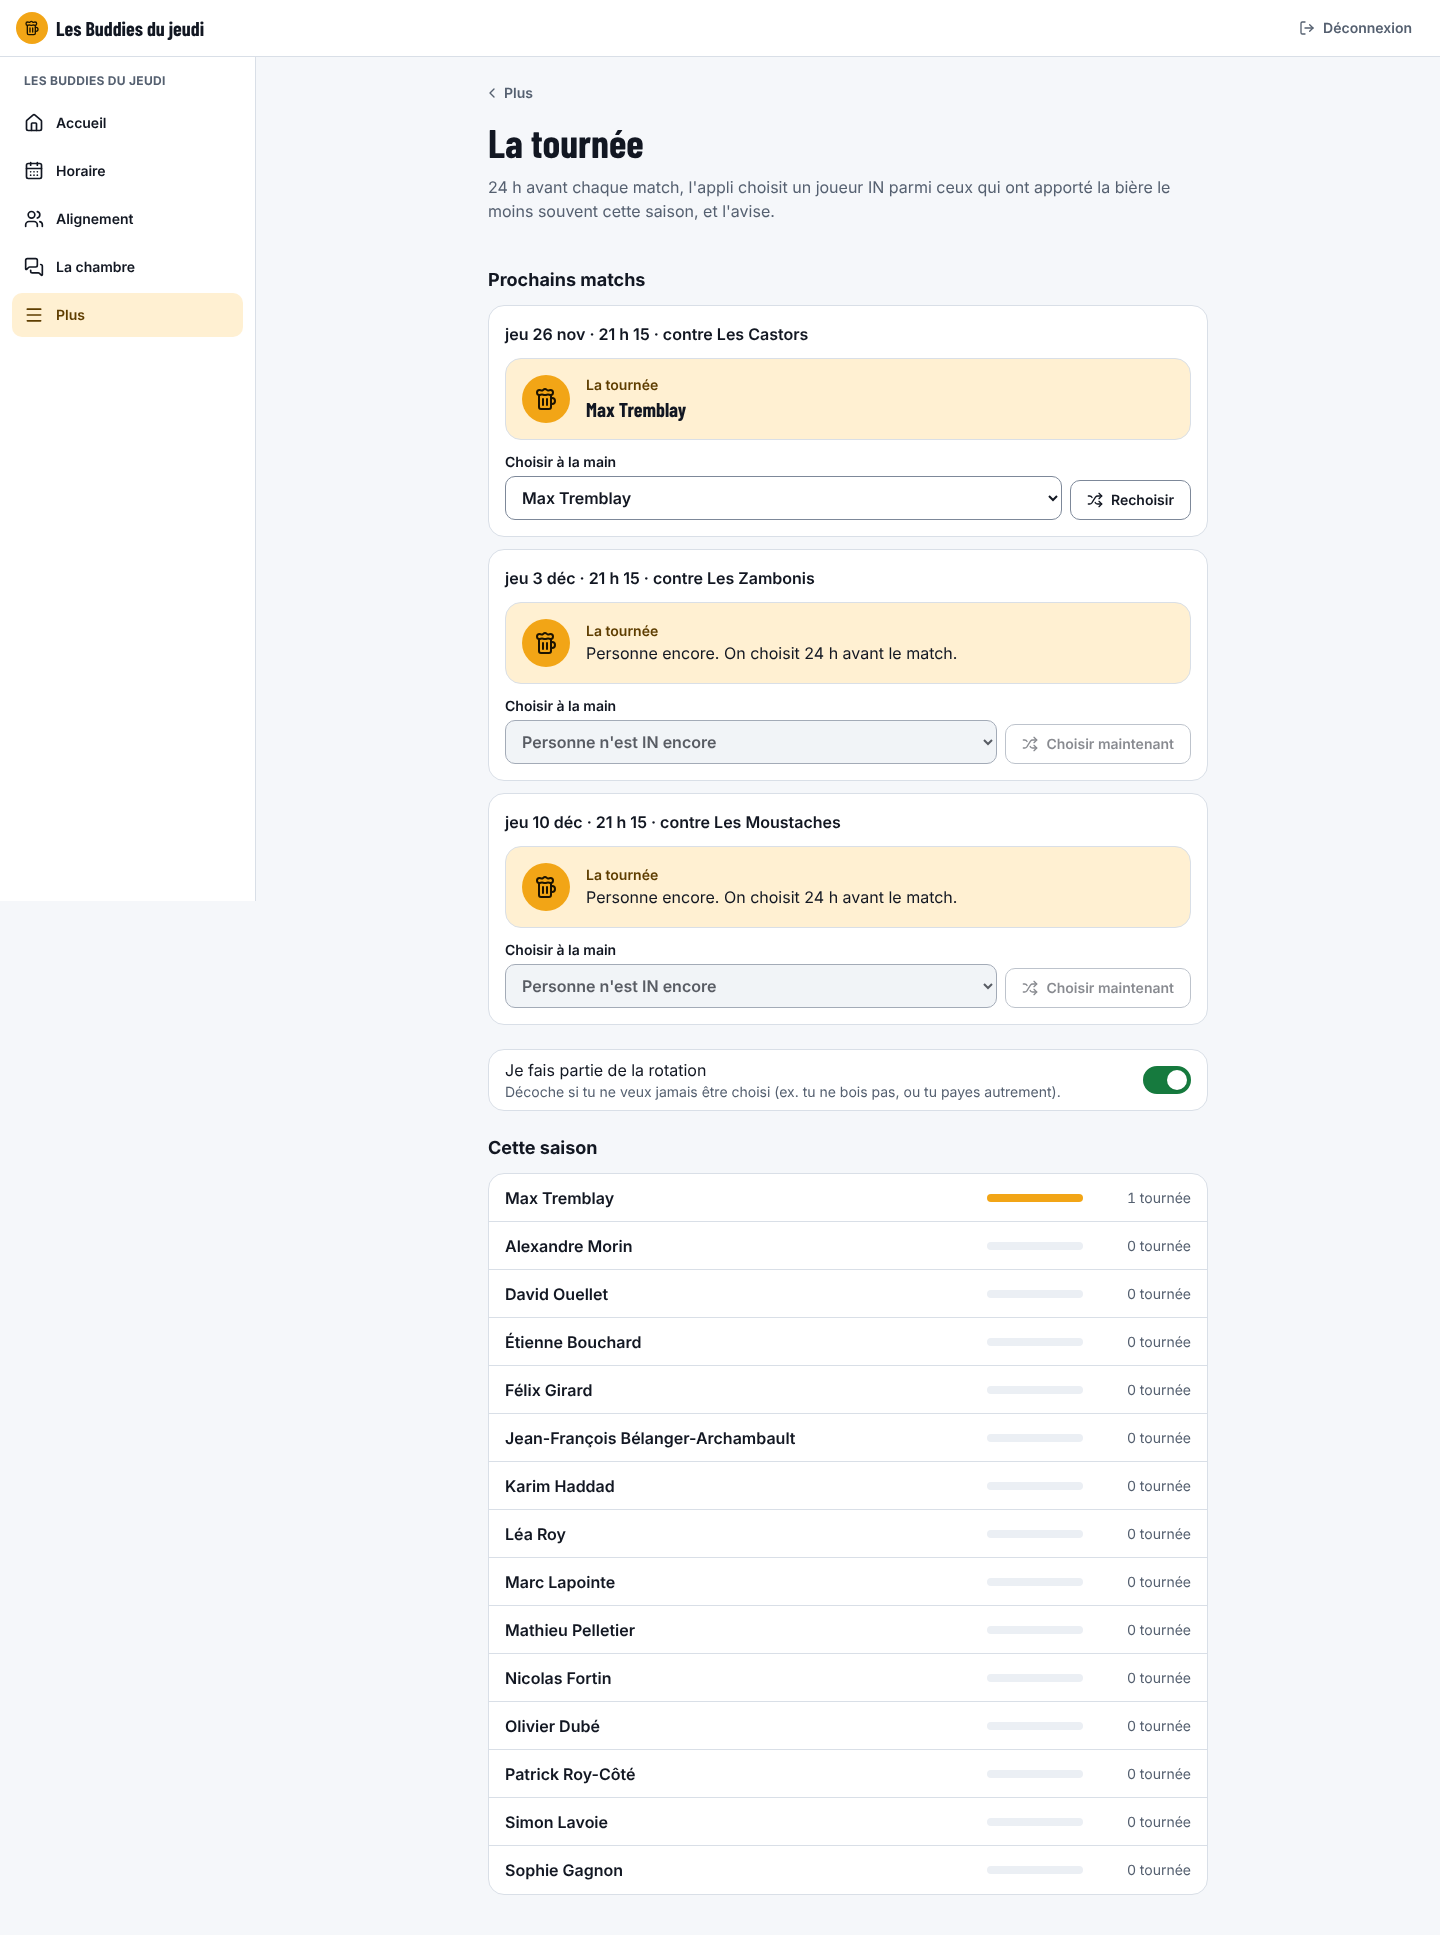 Les Buddies du jeudi
Déconnexion
LES BUDDIES DU JEUDI
Accueil
Horaire
Alignement
La chambre
Plus
Plus
La tournée
24 h avant chaque match, l'appli choisit un joueur IN parmi ceux qui ont apporté la bière le
moins souvent cette saison, et l'avise.
Prochains matchs
jeu 26 nov · 21 h 15 · contre Les Castors
La tournée
Max Tremblay
Choisir à la main
Max Tremblay
Rechoisir
jeu 3 déc · 21 h 15 · contre Les Zambonis
La tournée
Personne encore. On choisit 24 h avant le match.
Choisir à la main
Personne n'est IN encore
Choisir maintenant
jeu 10 déc · 21 h 15 · contre Les Moustaches
La tournée
Personne encore. On choisit 24 h avant le match.
Choisir à la main
Personne n'est IN encore
Choisir maintenant
Je fais partie de la rotation
Décoche si tu ne veux jamais être choisi (ex. tu ne bois pas, ou tu payes autrement).
Cette saison
Max Tremblay 1 tournée
Alexandre Morin 0 tournée
David Ouellet 0 tournée
Étienne Bouchard 0 tournée
Félix Girard 0 tournée
Jean-François Bélanger-Archambault 0 tournée
Karim Haddad 0 tournée
Léa Roy 0 tournée
Marc Lapointe 0 tournée
Mathieu Pelletier 0 tournée
Nicolas Fortin 0 tournée
Olivier Dubé 0 tournée
Patrick Roy-Côté 0 tournée
Simon Lavoie 0 tournée
Sophie Gagnon 0 tournée